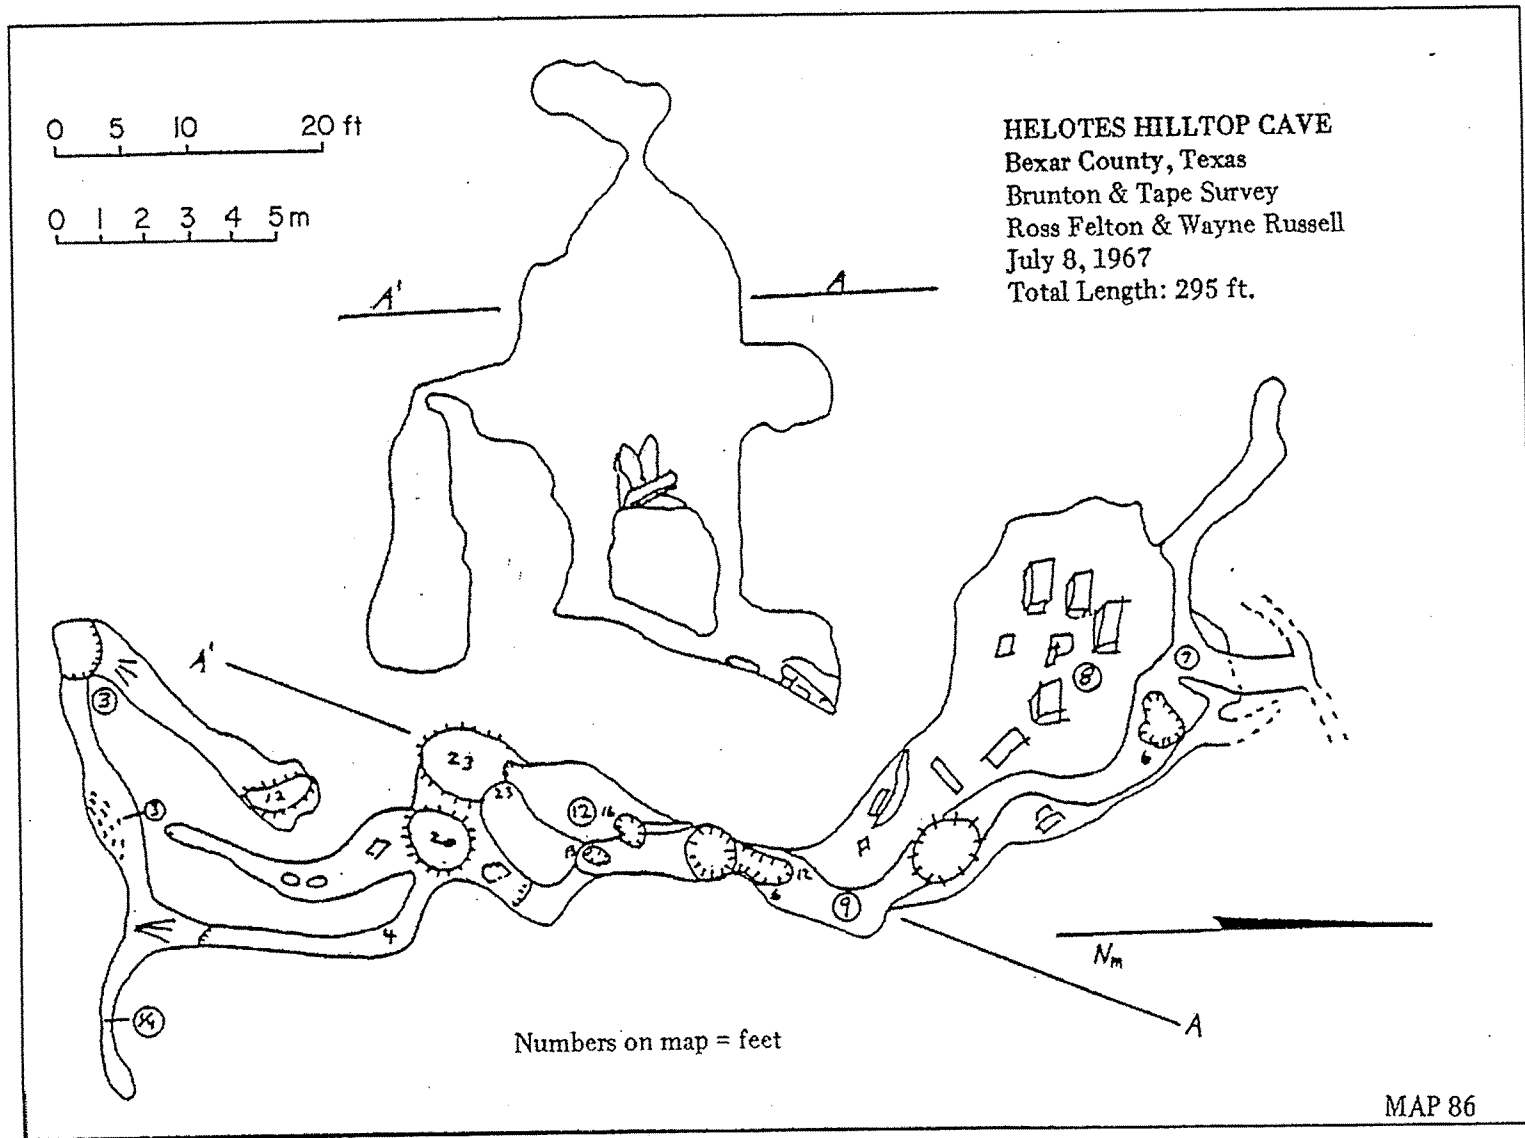 0 5 10 20 ft
0 1 2 3 4 5m
HELOTES HILLTOP CAVE
Bexar County, Texas
Brunton & Tape Survey
Ross Felton & Wayne Russell
July 8, 1967
Total Length: 295 ft.
A'
A
A'
3
12
3
23
23
20
12
16
13
4
6
12
9
8
7
6
Nm
A
Numbers on map = feet
MAP 86